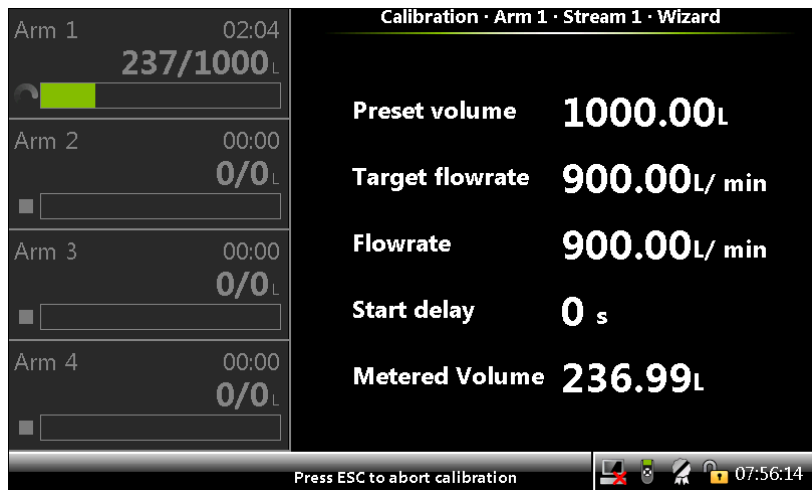 Calibration · Arm 1 · Stream 1 · Wizard
Arm 1 02:04
237/1000L
Arm 2 00:00
0/0L
Arm 3 00:00
0/0L
Arm 4 00:00
0/0L
Preset volume 1000.00L
Target flowrate 900.00L/ min
Flowrate 900.00L/ min
Start delay 0 s
Metered Volume 236.99L
Press ESC to abort calibration
07:56:14